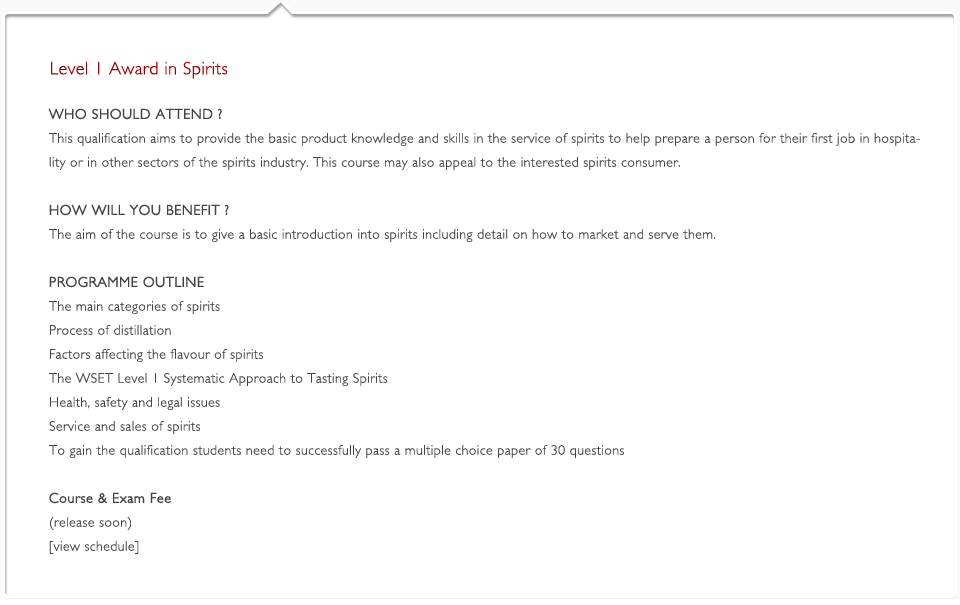 Level 1 Award in Spirits
WHO SHOULD ATTEND ?
This qualification aims to provide the basic product knowledge and skills in the service of spirits to help prepare a person for their first job in hospita-
lity or in other sectors of the spirits industry. This course may also appeal to the interested spirits consumer.
HOW WILL YOU BENEFIT ?
The aim of the course is to give a basic introduction into spirits including detail on how to market and serve them.
PROGRAMME OUTLINE
The main categories of spirits
Process of distillation
Factors affecting the flavour of spirits
The WSET Level 1 Systematic Approach to Tasting Spirits
Health, safety and legal issues
Service and sales of spirits
To gain the qualification students need to successfully pass a multiple choice paper of 30 questions
Course & Exam Fee
(release soon)
[view schedule]